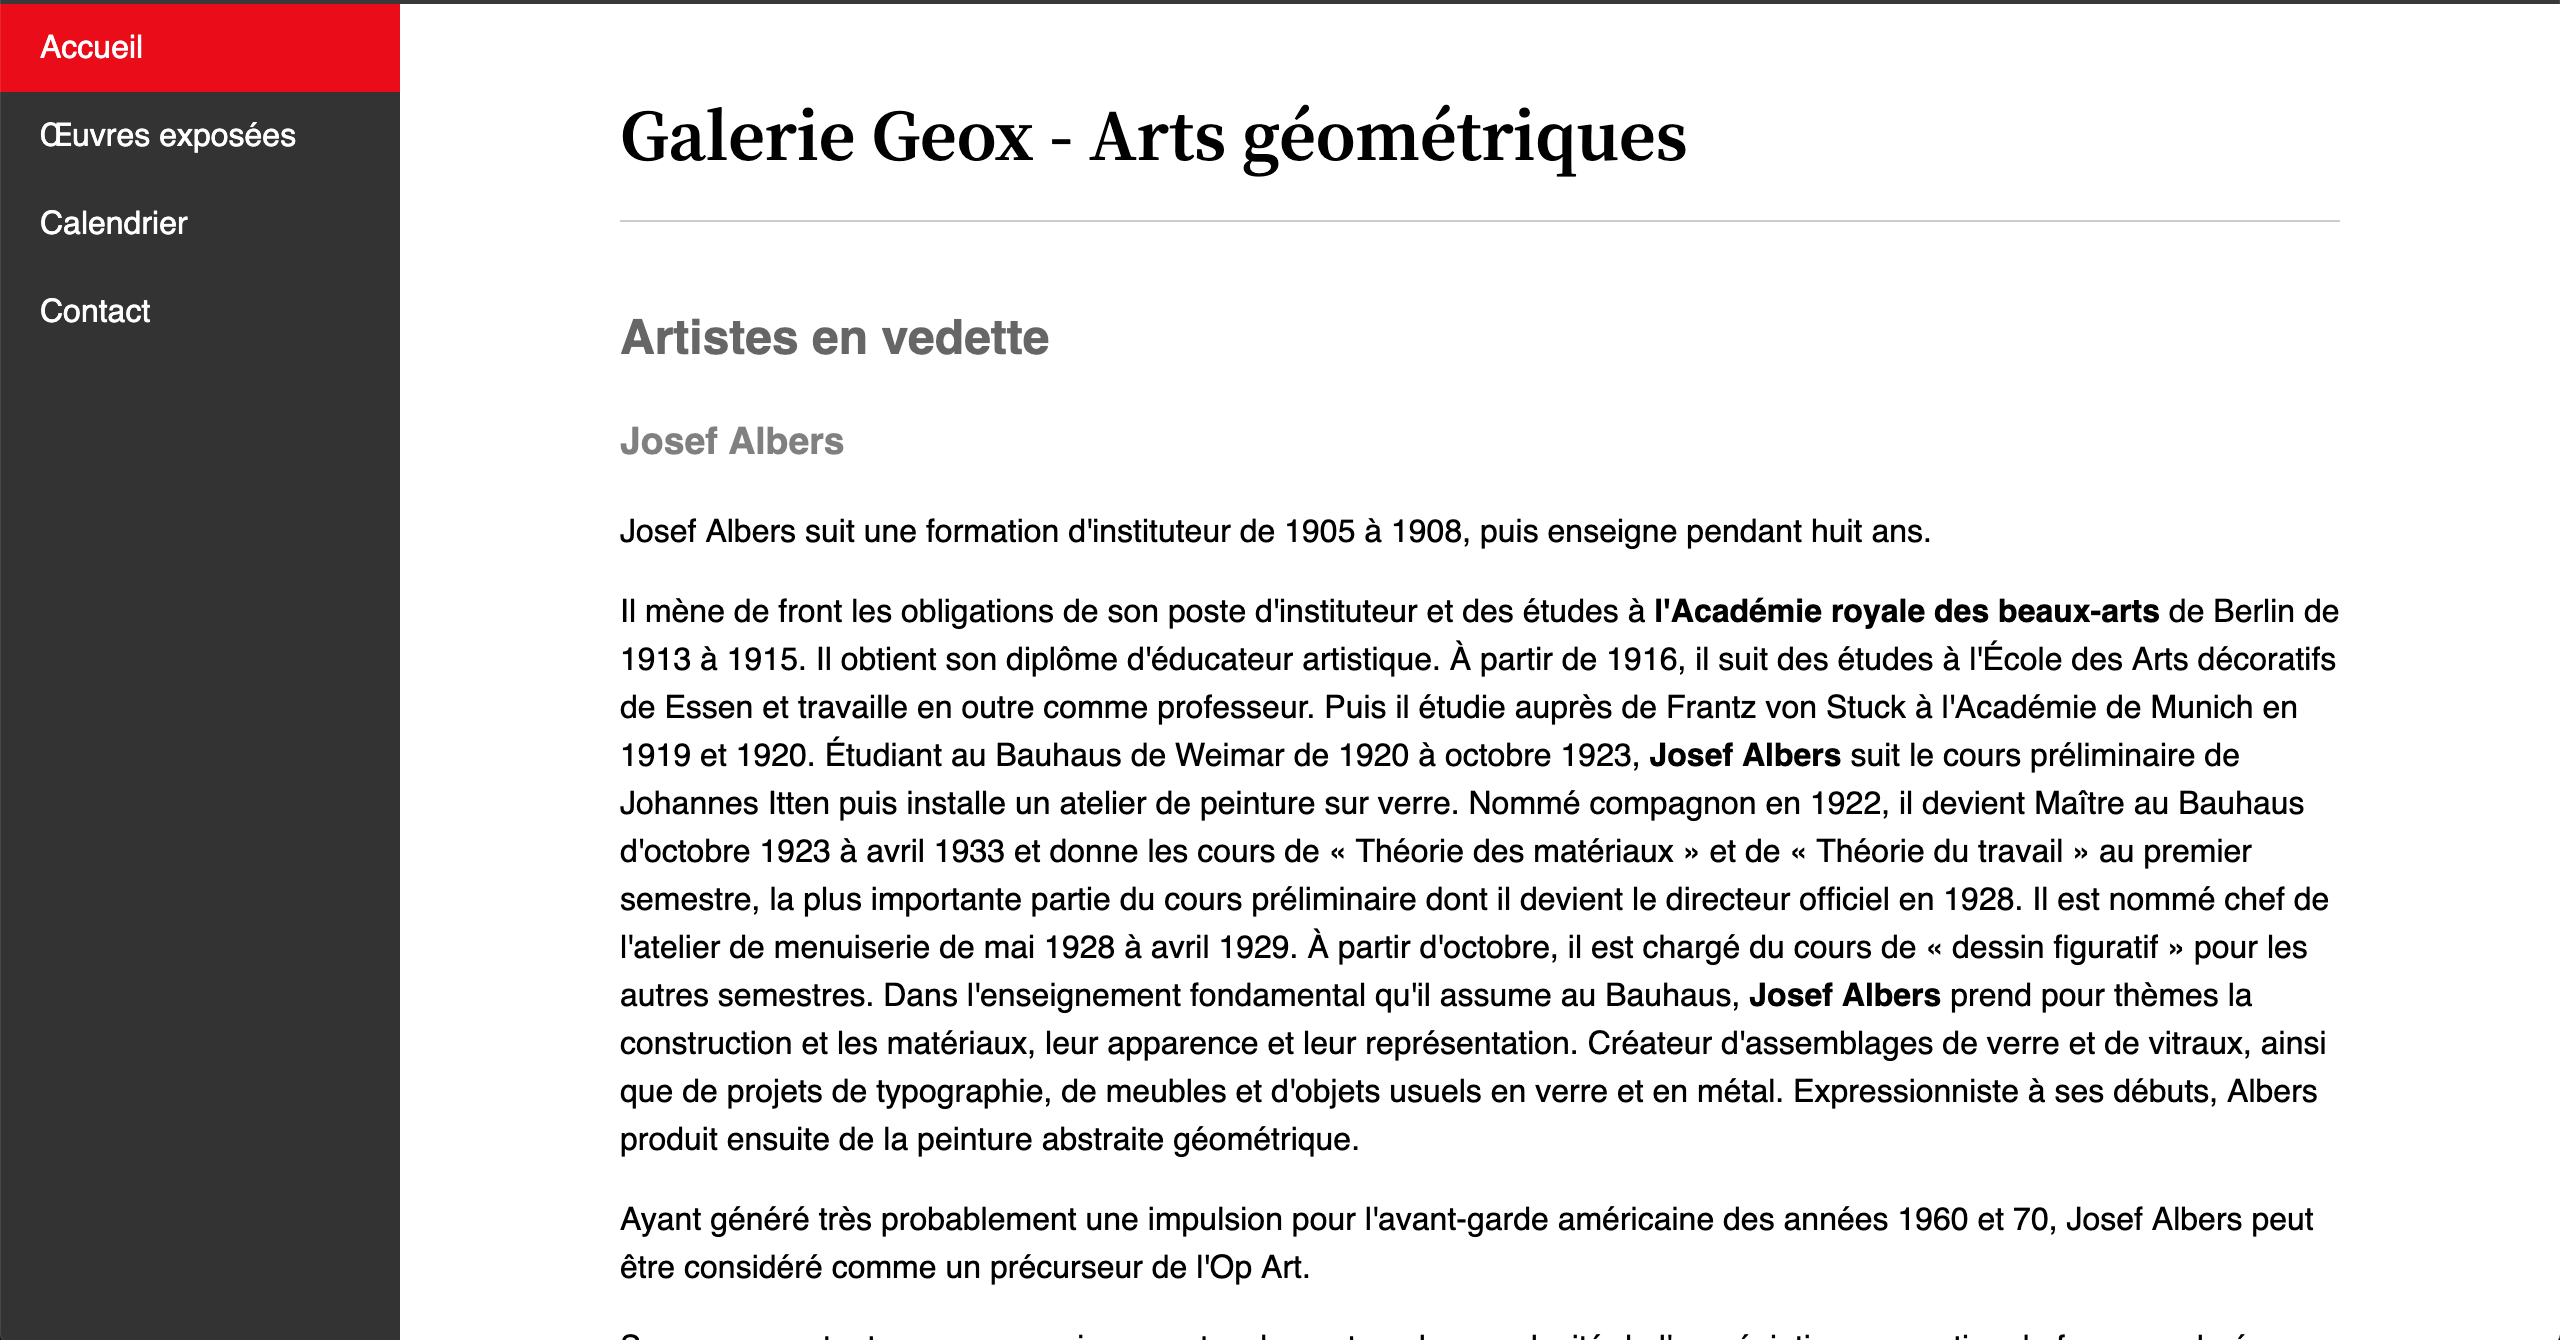 Accueil
Œuvres exposées
Calendrier
Contact
Galerie Geox - Arts géométriques
Artistes en vedette
Josef Albers
Josef Albers suit une formation d'instituteur de 1905 à 1908, puis enseigne pendant huit ans.
Il mène de front les obligations de son poste d'instituteur et des études à l'Académie royale des beaux-arts de Berlin de
1913 à 1915. Il obtient son diplôme d'éducateur artistique. À partir de 1916, il suit des études à l'École des Arts décoratifs
de Essen et travaille en outre comme professeur. Puis il étudie auprès de Frantz von Stuck à l'Académie de Munich en
1919 et 1920. Étudiant au Bauhaus de Weimar de 1920 à octobre 1923, Josef Albers suit le cours préliminaire de
Johannes Itten puis installe un atelier de peinture sur verre. Nommé compagnon en 1922, il devient Maître au Bauhaus
d'octobre 1923 à avril 1933 et donne les cours de « Théorie des matériaux » et de « Théorie du travail » au premier
semestre, la plus importante partie du cours préliminaire dont il devient le directeur officiel en 1928. Il est nommé chef de
l'atelier de menuiserie de mai 1928 à avril 1929. À partir d'octobre, il est chargé du cours de « dessin figuratif » pour les
autres semestres. Dans l'enseignement fondamental qu'il assume au Bauhaus, Josef Albers prend pour thèmes la
construction et les matériaux, leur apparence et leur représentation. Créateur d'assemblages de verre et de vitraux, ainsi
que de projets de typographie, de meubles et d'objets usuels en verre et en métal. Expressionniste à ses débuts, Albers
produit ensuite de la peinture abstraite géométrique.
Ayant généré très probablement une impulsion pour l'avant-garde américaine des années 1960 et 70, Josef Albers peut
être considéré comme un précurseur de l'Op Art.